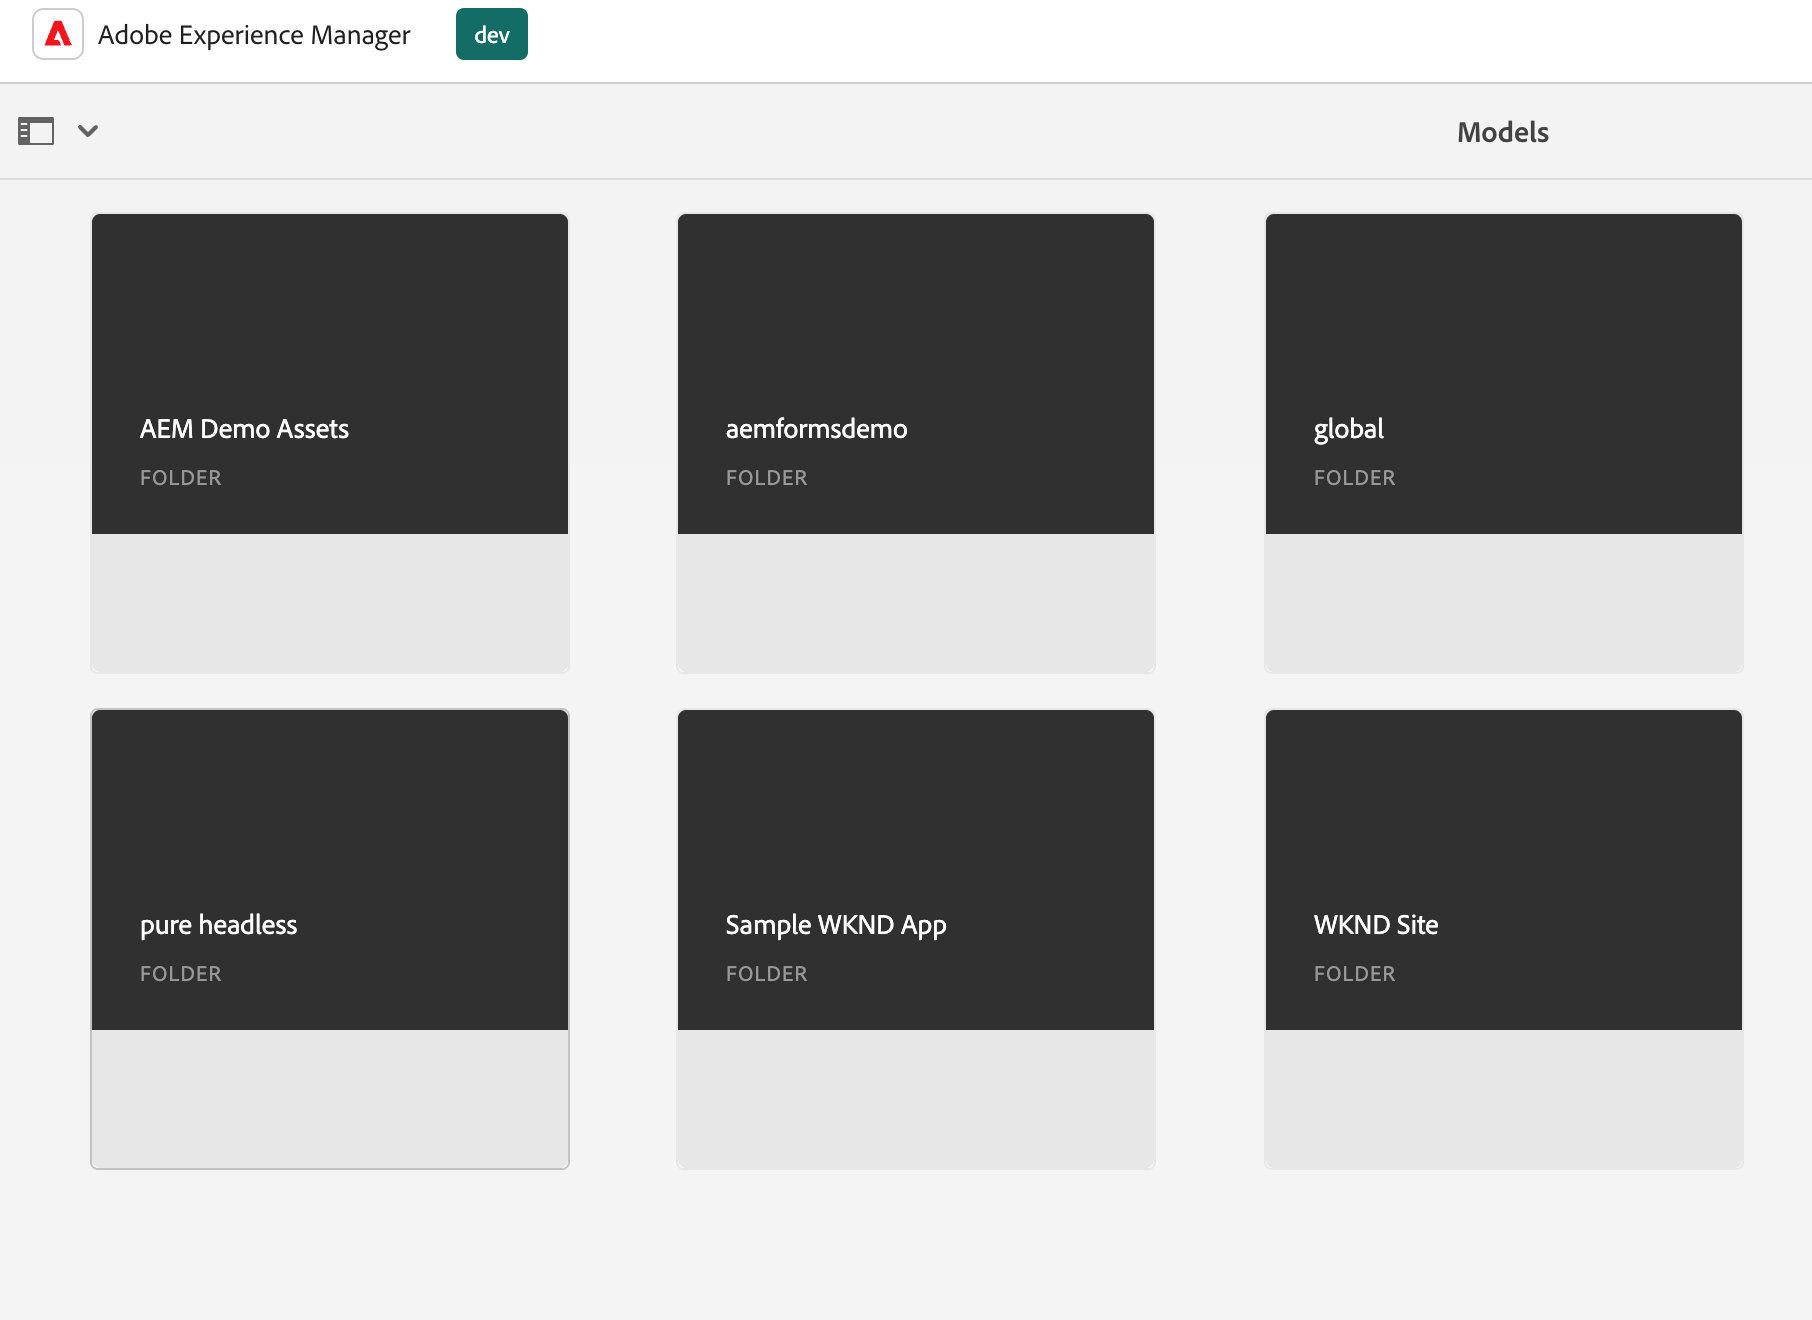 Adobe Experience Manager
dev
Models
AEM Demo Assets
FOLDER
aemformsdemo
FOLDER
global
FOLDER
pure headless
FOLDER
Sample WKND App
FOLDER
WKND Site
FOLDER